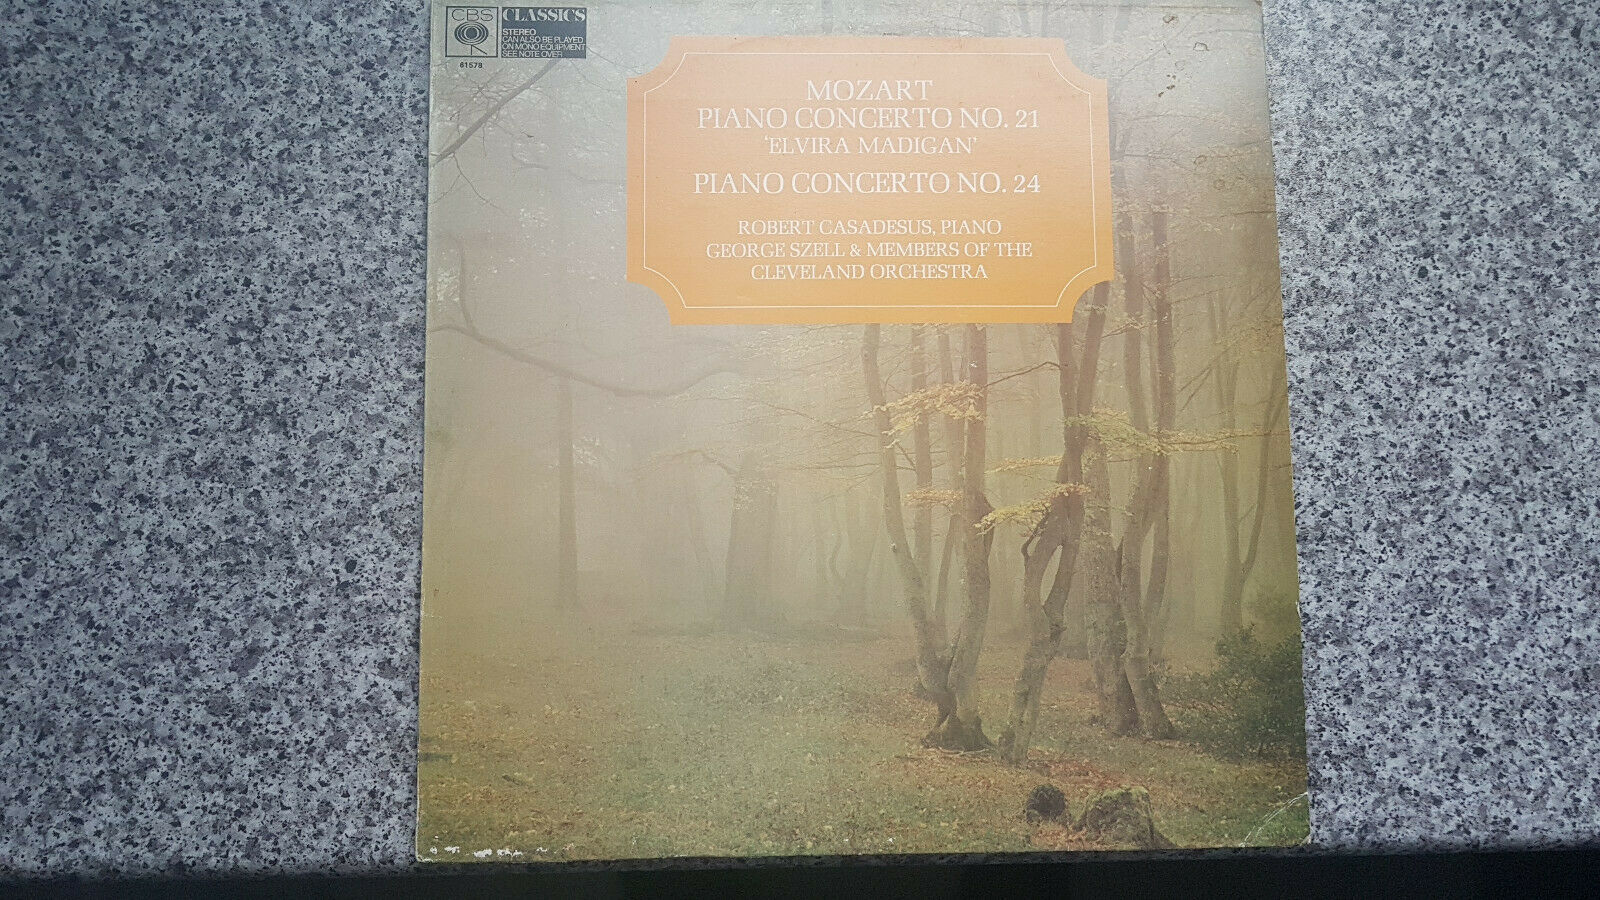 CBS
CLASSICS
STEREO
CAN ALSO BE PLAYED
ON MONO EQUIPMENT
SEE NOTE OVER
61578
MOZART
PIANO CONCERTO NO. 21
'ELVIRA MADIGAN'
PIANO CONCERTO NO. 24
ROBERT CASADESUS, PIANO
GEORGE SZELL & MEMBERS OF THE
CLEVELAND ORCHESTRA